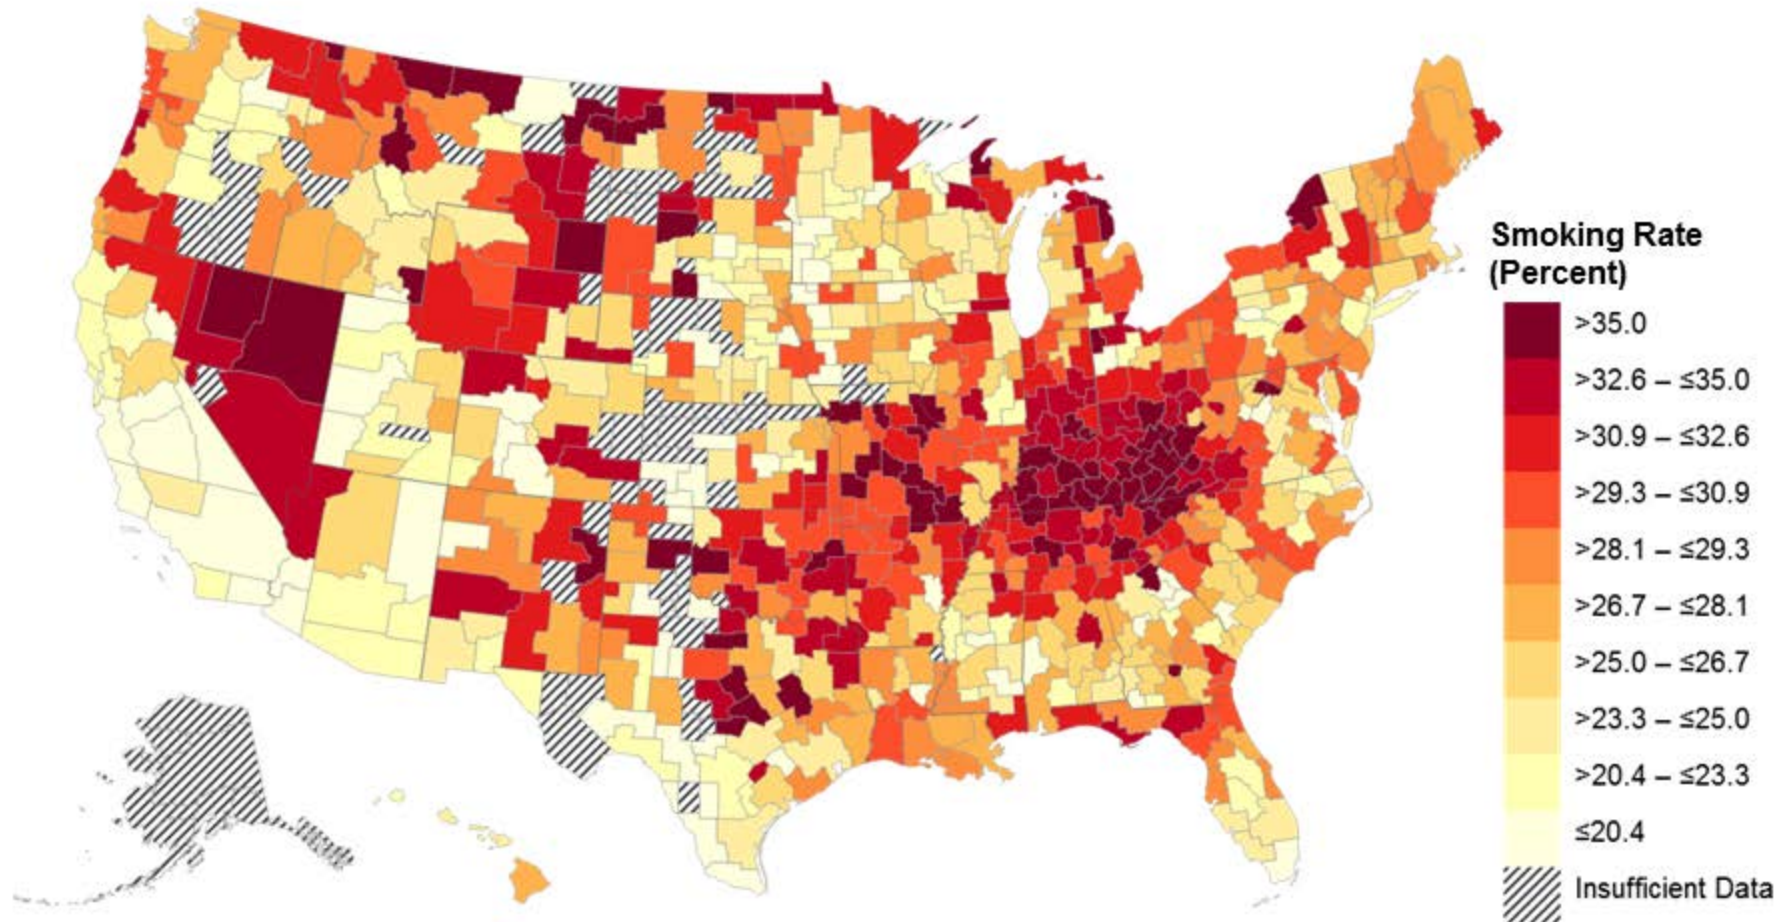 Smoking Rate
(Percent)
>35.0
>32.6 – ≤35.0
>30.9 – ≤32.6
>29.3 – ≤30.9
>28.1 – ≤29.3
>26.7 – ≤28.1
>25.0 – ≤26.7
>23.3 – ≤25.0
>20.4 – ≤23.3
≤20.4
Insufficient Data